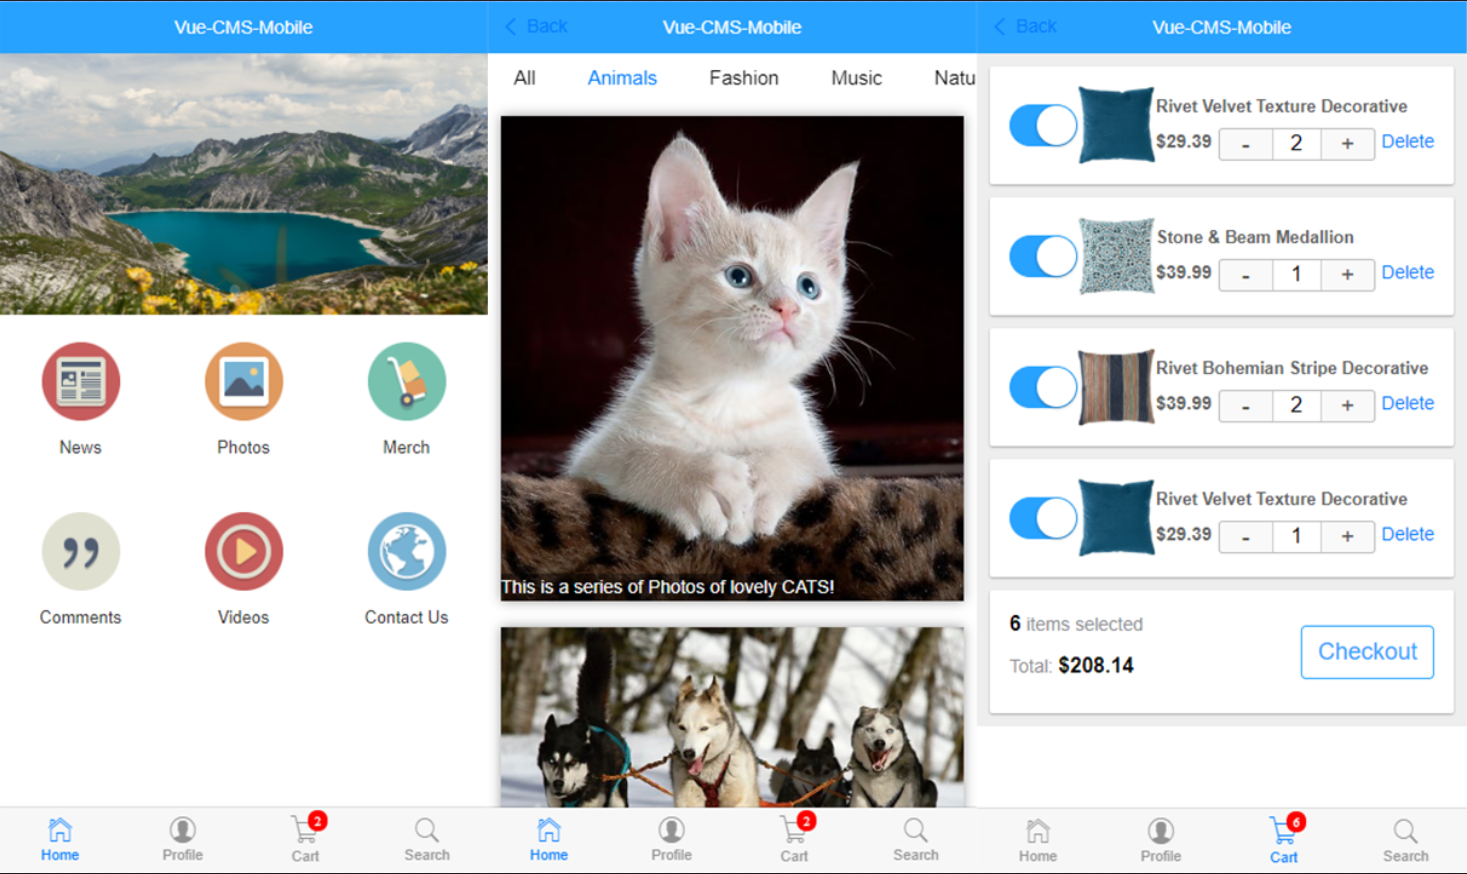 Vue-CMS-Mobile
News
Photos
Merch
Comments
Videos
Contact Us
Home
Profile
2
Cart
Search
Back
Vue-CMS-Mobile
All
Animals
Fashion
Music
Natu
This is a series of Photos of lovely CATS!
Home
Profile
2
Cart
Search
Back
Vue-CMS-Mobile
Rivet Velvet Texture Decorative
$29.39 - 2 + Delete
Stone & Beam Medallion
$39.99 - 1 + Delete
Rivet Bohemian Stripe Decorative
$39.99 - 2 + Delete
Rivet Velvet Texture Decorative
$29.39 - 1 + Delete
6 items selected
Total: $208.14
Checkout
Home
Profile
6
Cart
Search